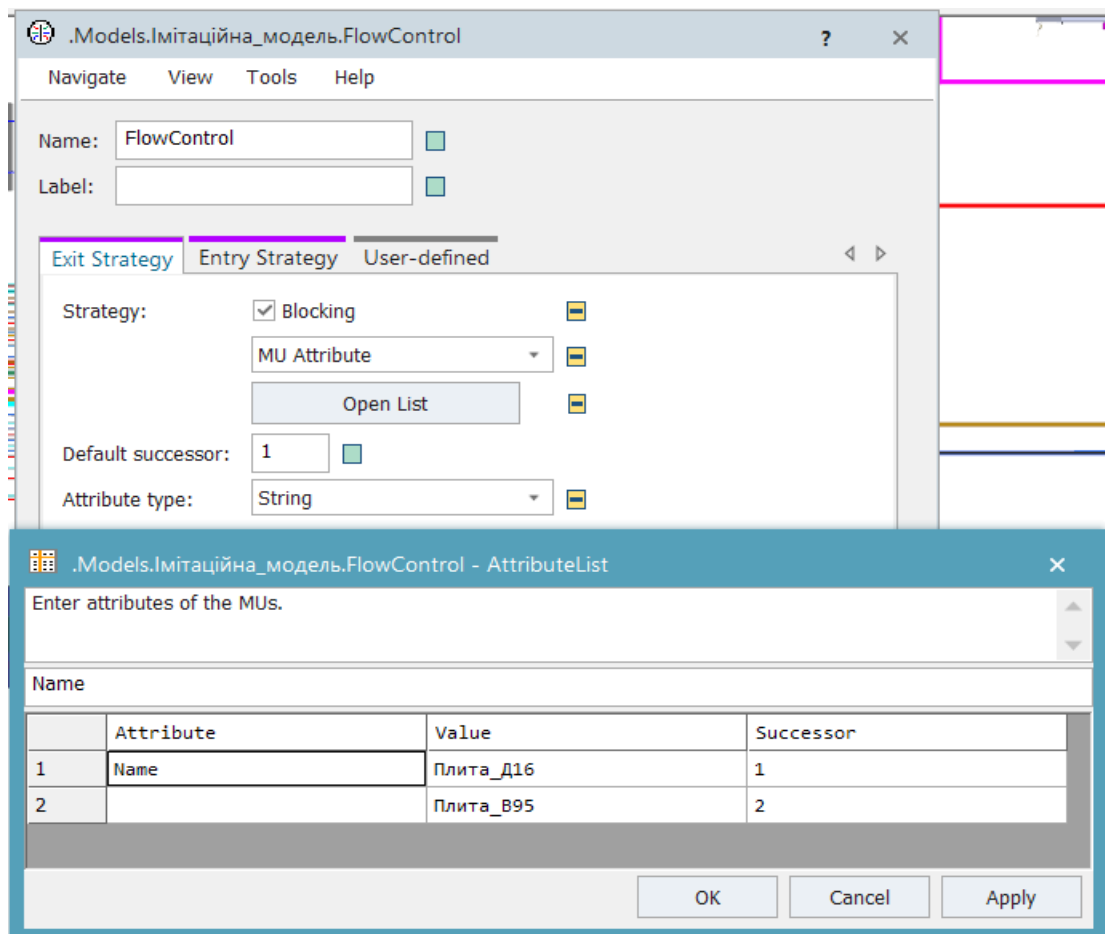 .Models.Імітаційна_модель.FlowControl ? ×
Navigate View Tools Help
Name: FlowControl
Label:
Exit Strategy Entry Strategy User-defined
Strategy: Blocking
MU Attribute
Open List
Default successor: 1
Attribute type: String
.Models.Імітаційна_модель.FlowControl - AttributeList ×
Enter attributes of the MUs.
Name
Attribute Value Successor
1 Name Плита_Д16 1
2 Плита_В95 2
OK Cancel Apply